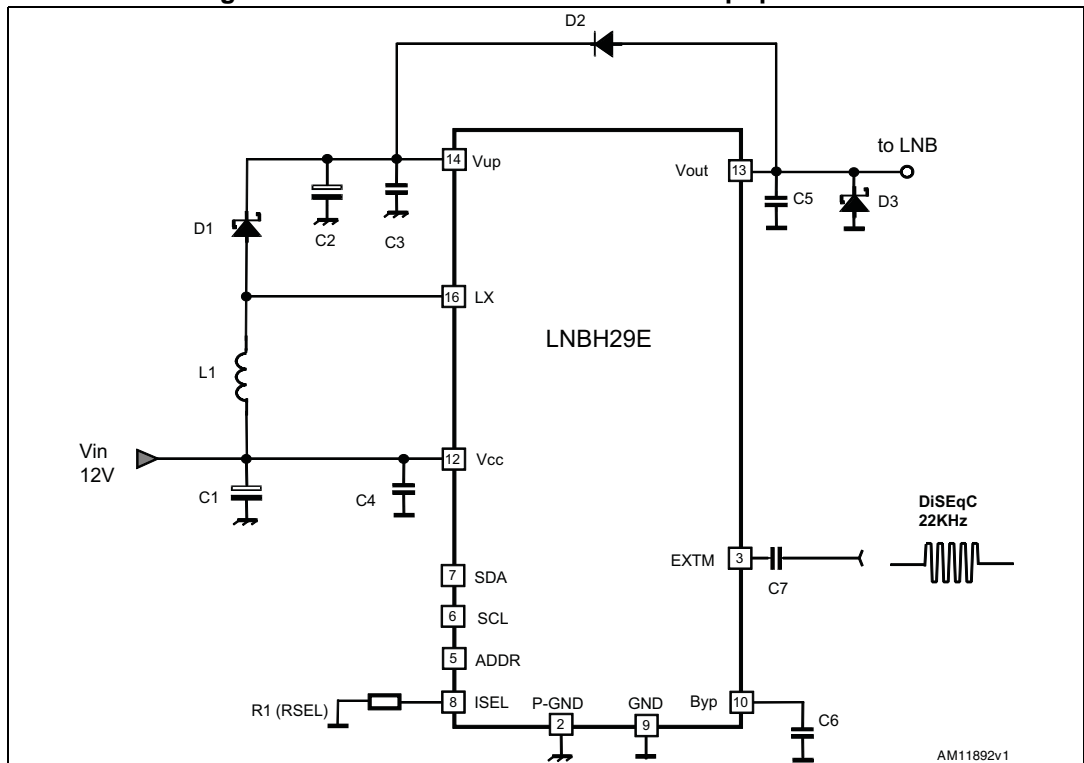 D2
to LNB
14 Vup
Vout 13
C5
D3
D1
C2
C3
16 LX
LNBH29E
L1
Vin
12V
12 Vcc
C1
C4
DiSEqC
22KHz
EXTM 3
C7
7 SDA
6 SCL
5 ADDR
R1 (RSEL)
8 ISEL
P-GND
2
GND
9
Byp 10
C6
AM11892v1